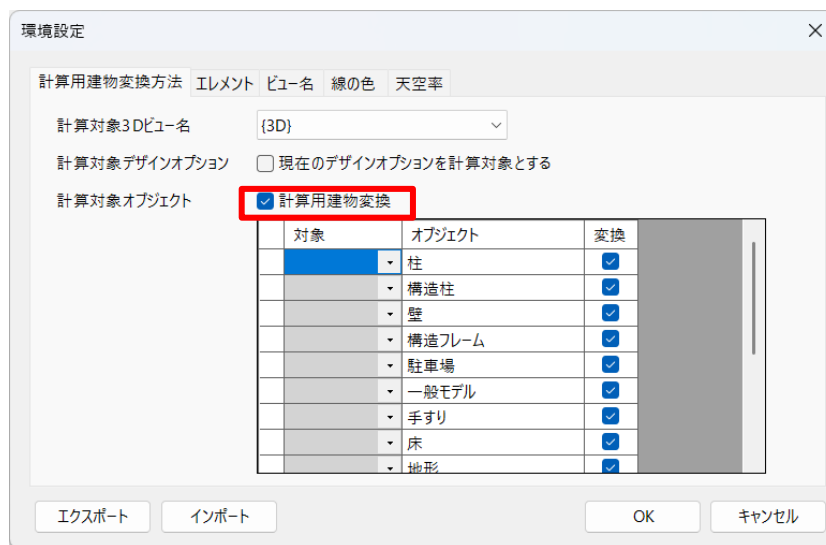 環境設定
計算用建物変換方法 エレメント ビュー名 線の色 天空率
計算対象3Dビュー名 {3D}
計算対象デザインオプション 現在のデザインオプションを計算対象とする
計算対象オブジェクト 計算用建物変換
対象 オブジェクト 変換
柱
構造柱
壁
構造フレーム
駐車場
一般モデル
手すり
床
地形
エクスポート インポート OK キャンセル